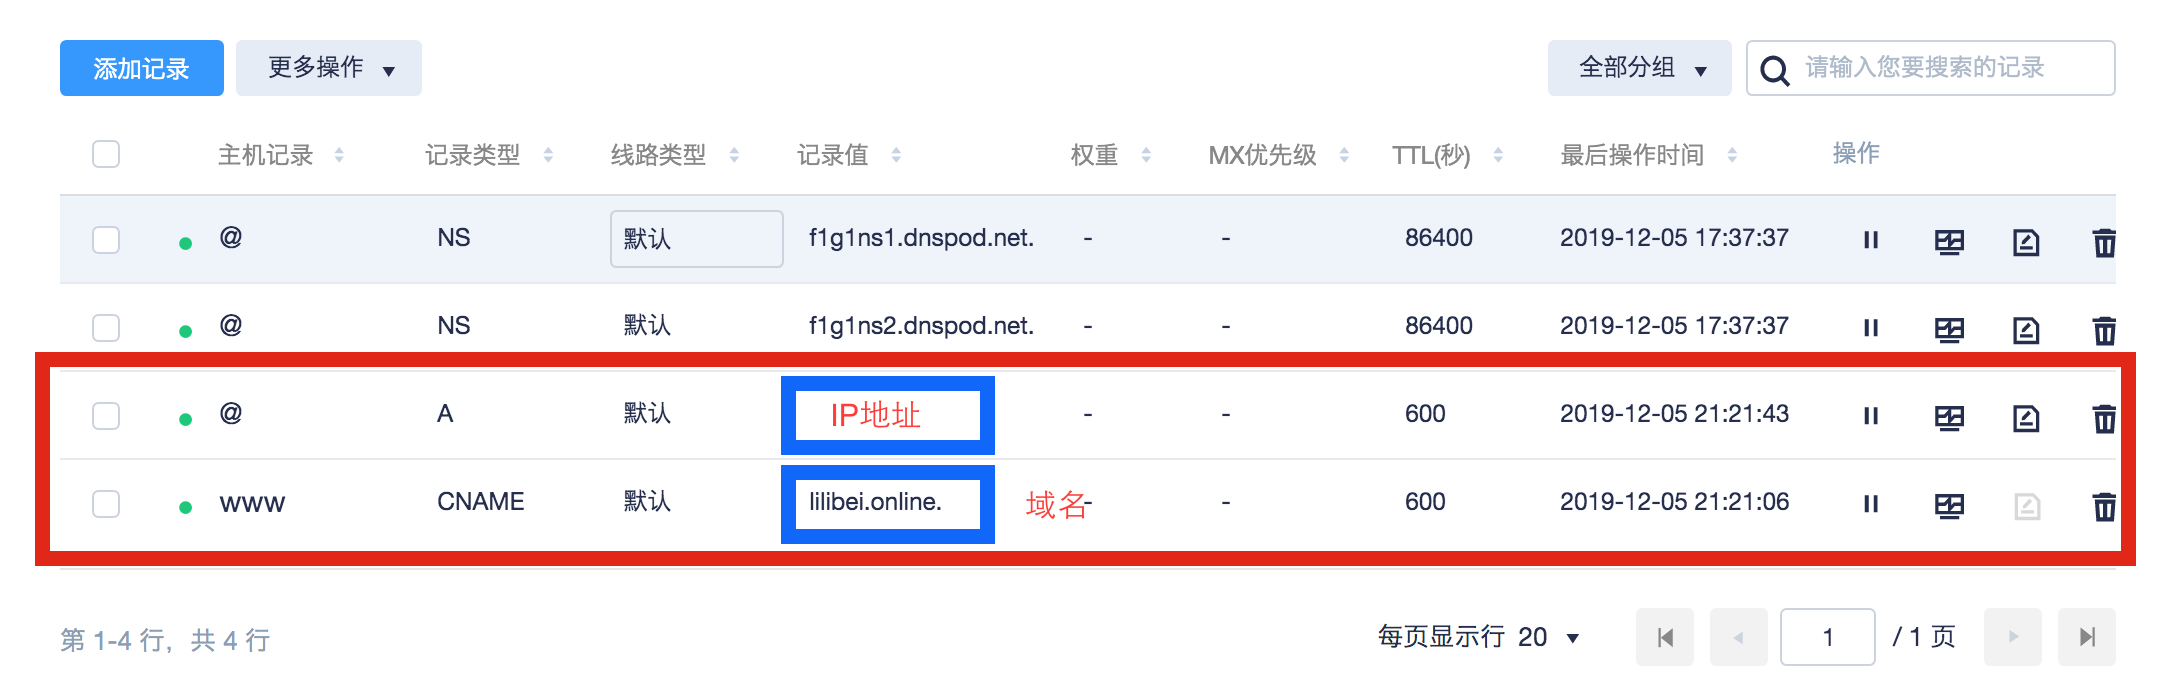 添加记录 更多操作 全部分组 请输入您要搜索的记录
主机记录 记录类型 线路类型 记录值 权重 MX优先级 TTL(秒) 最后操作时间 操作
@ NS 默认 f1g1ns1.dnspod.net. - - 86400 2019-12-05 17:37:37
@ NS 默认 f1g1ns2.dnspod.net. - - 86400 2019-12-05 17:37:37
@ A 默认 IP地址 - - 600 2019-12-05 21:21:43
www CNAME 默认 lilibei.online. 域名 - - 600 2019-12-05 21:21:06
第 1-4 行，共 4 行 每页显示行 20 1 / 1 页